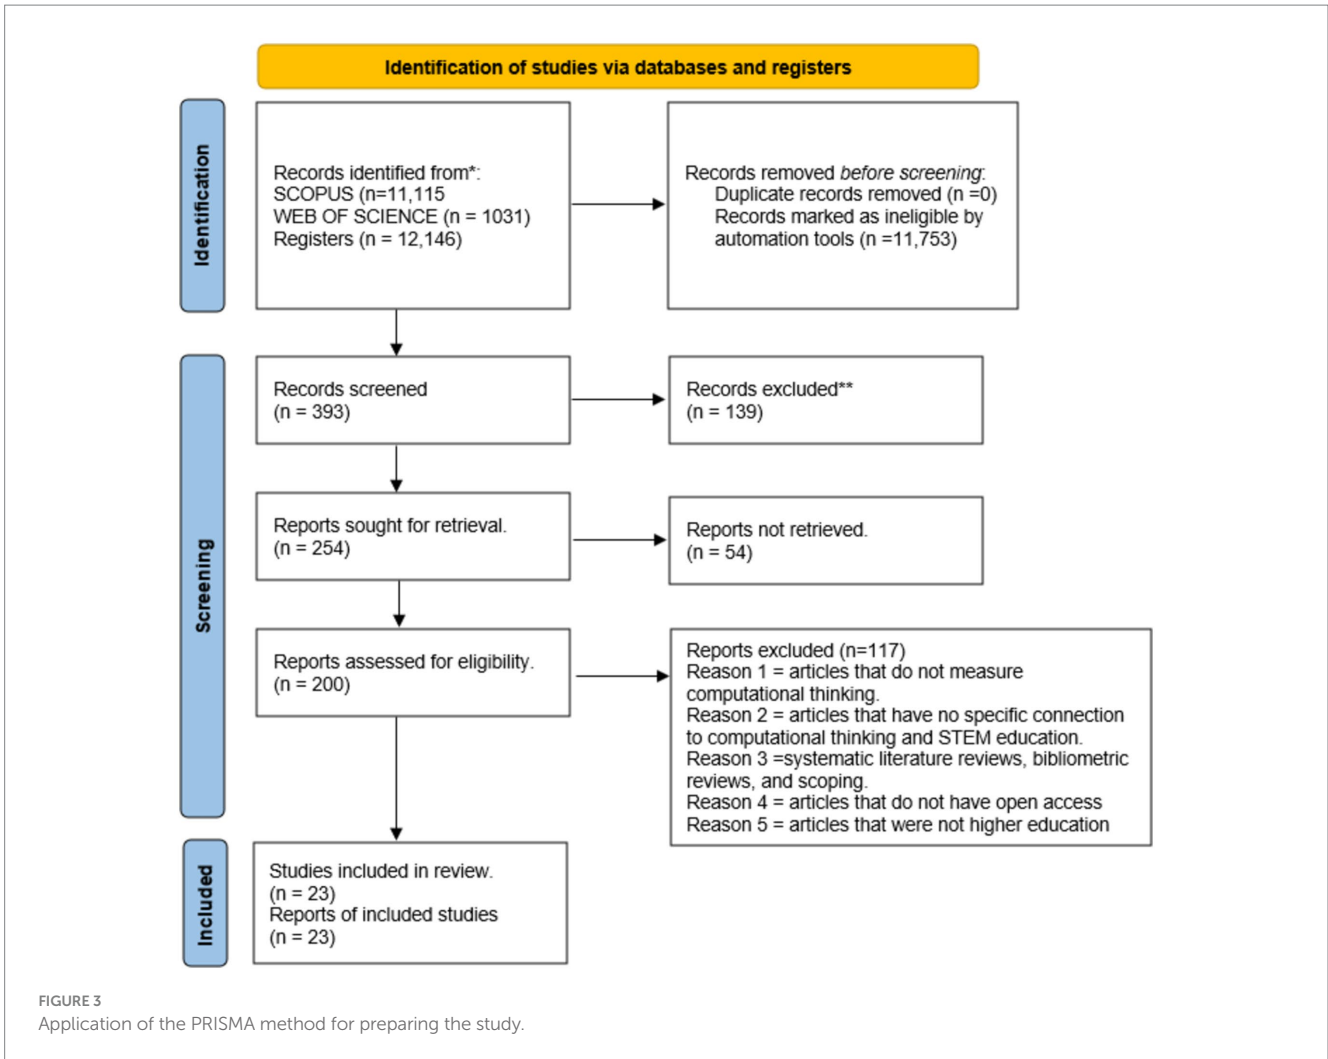 Identification of studies via databases and registers
Identification
Records identified from*:
SCOPUS (n=11,115
WEB OF SCIENCE (n = 1031)
Registers (n = 12,146)
Records removed before screening:
Duplicate records removed (n =0)
Records marked as ineligible by
automation tools (n =11,753)
Screening
Records screened
(n = 393)
Records excluded**
(n = 139)
Reports sought for retrieval.
(n = 254)
Reports not retrieved.
(n = 54)
Reports assessed for eligibility.
(n = 200)
Reports excluded (n=117)
Reason 1 = articles that do not measure
computational thinking.
Reason 2 = articles that have no specific connection
to computational thinking and STEM education.
Reason 3 =systematic literature reviews, bibliometric
reviews, and scoping.
Reason 4 = articles that do not have open access
Reason 5 = articles that were not higher education
Included
Studies included in review.
(n = 23)
Reports of included studies
(n = 23)
FIGURE 3
Application of the PRISMA method for preparing the study.